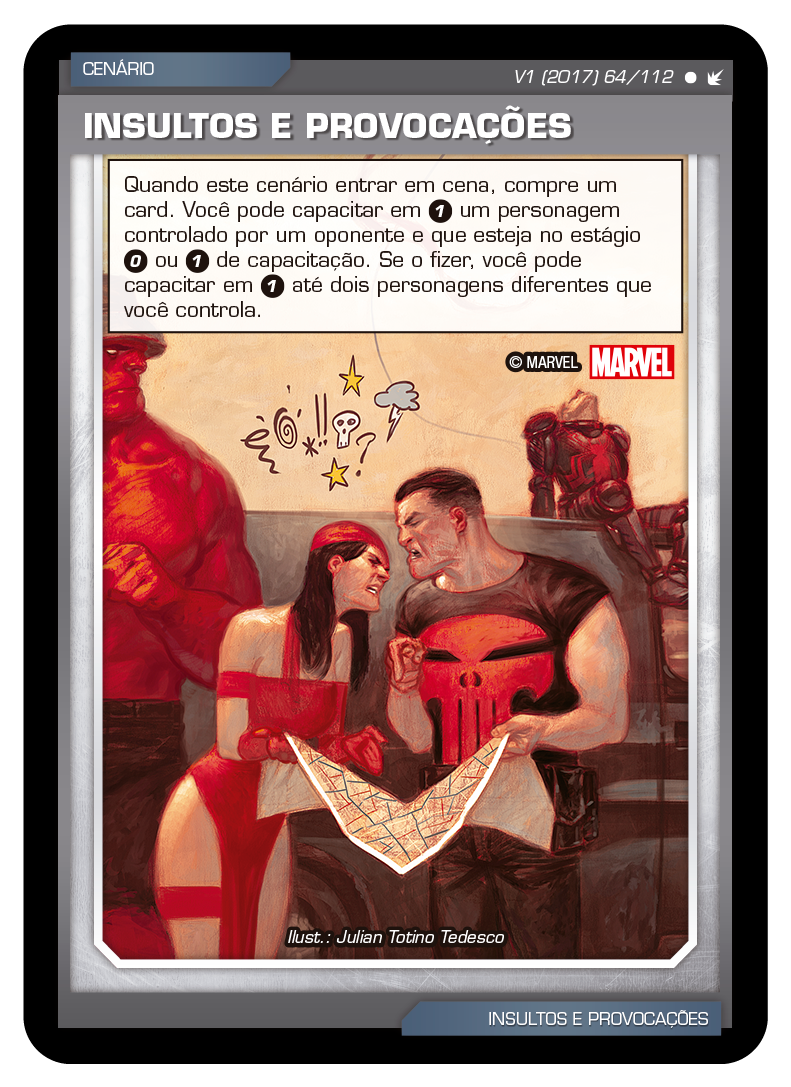 CENÁRIO
V1 (2017) 64/112
INSULTOS E PROVOCAÇÕES
Quando este cenário entrar em cena, compre um
card. Você pode capacitar em 1 um personagem
controlado por um oponente e que esteja no estágio
0 ou 1 de capacitação. Se o fizer, você pode
capacitar em 1 até dois personagens diferentes que
você controla.
© MARVEL MARVEL
*!! ?
Ilust.: Julian Totino Tedesco
INSULTOS E PROVOCAÇÕES